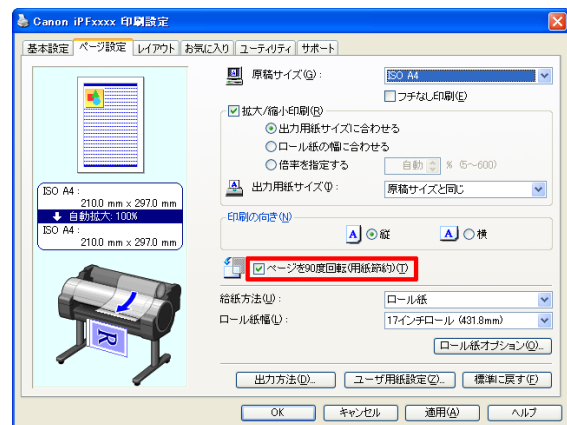 Canon iPFxxxx 印刷設定
基本設定 ページ設定 レイアウト お気に入り ユーティリティ サポート
原稿サイズ(G):
ISO A4
フチなし印刷(E)
拡大/縮小印刷(R)
出力用紙サイズに合わせる
ロール紙の幅に合わせる
倍率を指定する
自動 % (5~600)
出力用紙サイズ(I):
原稿サイズと同じ
ISO A4 :
210.0 mm x 297.0 mm
自動拡大: 100%
ISO A4 :
210.0 mm x 297.0 mm
印刷の向き(N)
A 縦 A 横
ページを90度回転(用紙節約)(T)
給紙方法(U):
ロール紙
ロール紙幅(L):
17インチロール (431.8mm)
ロール紙オプション(O)...
R
出力方法(D)... ユーザ用紙設定(Z)... 標準に戻す(F)
OK キャンセル 適用(A) ヘルプ